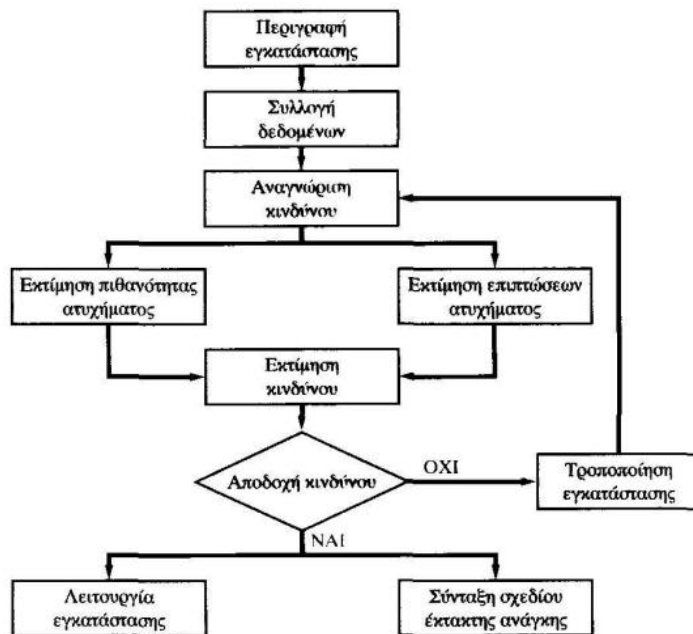 Περιγραφή
εγκατάστασης
Συλλογή
δεδομένων
Αναγνώριση
κινδύνου
Εκτίμηση πιθανότητας
ατυχήματος
Εκτίμηση επιπτώσεων
ατυχήματος
Εκτίμηση
κινδύνου
Αποδοχή κινδύνου
ΟΧΙ
Τροποποίηση
εγκατάστασης
ΝΑΙ
Λειτουργία
εγκατάστασης
Σύνταξη σχεδίου
έκτακτης ανάγκης